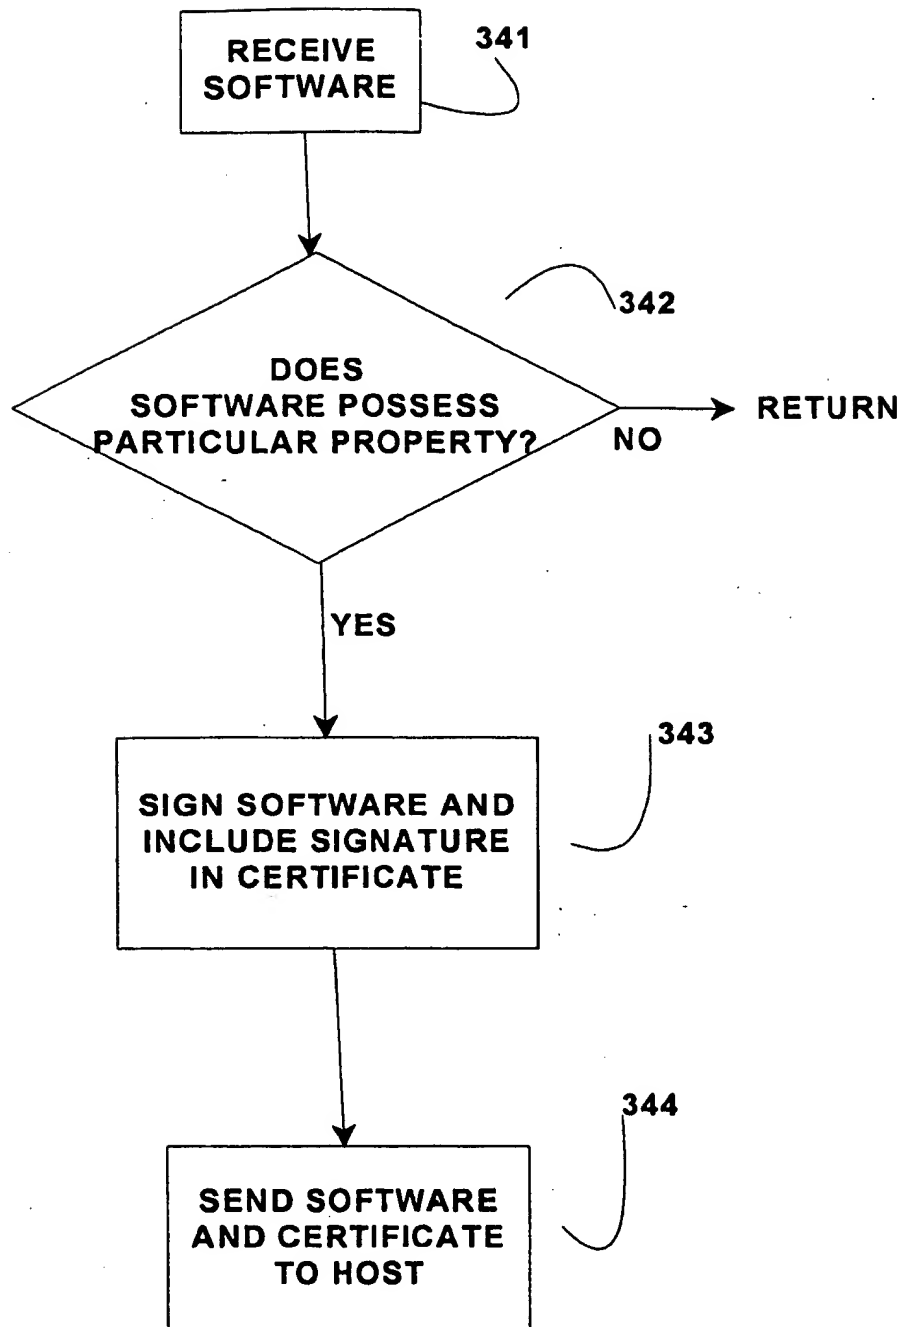 RECEIVE
SOFTWARE
341
342
DOES
SOFTWARE POSSESS
PARTICULAR PROPERTY?
NO
RETURN
YES
343
SIGN SOFTWARE AND
INCLUDE SIGNATURE
IN CERTIFICATE
344
SEND SOFTWARE
AND CERTIFICATE
TO HOST